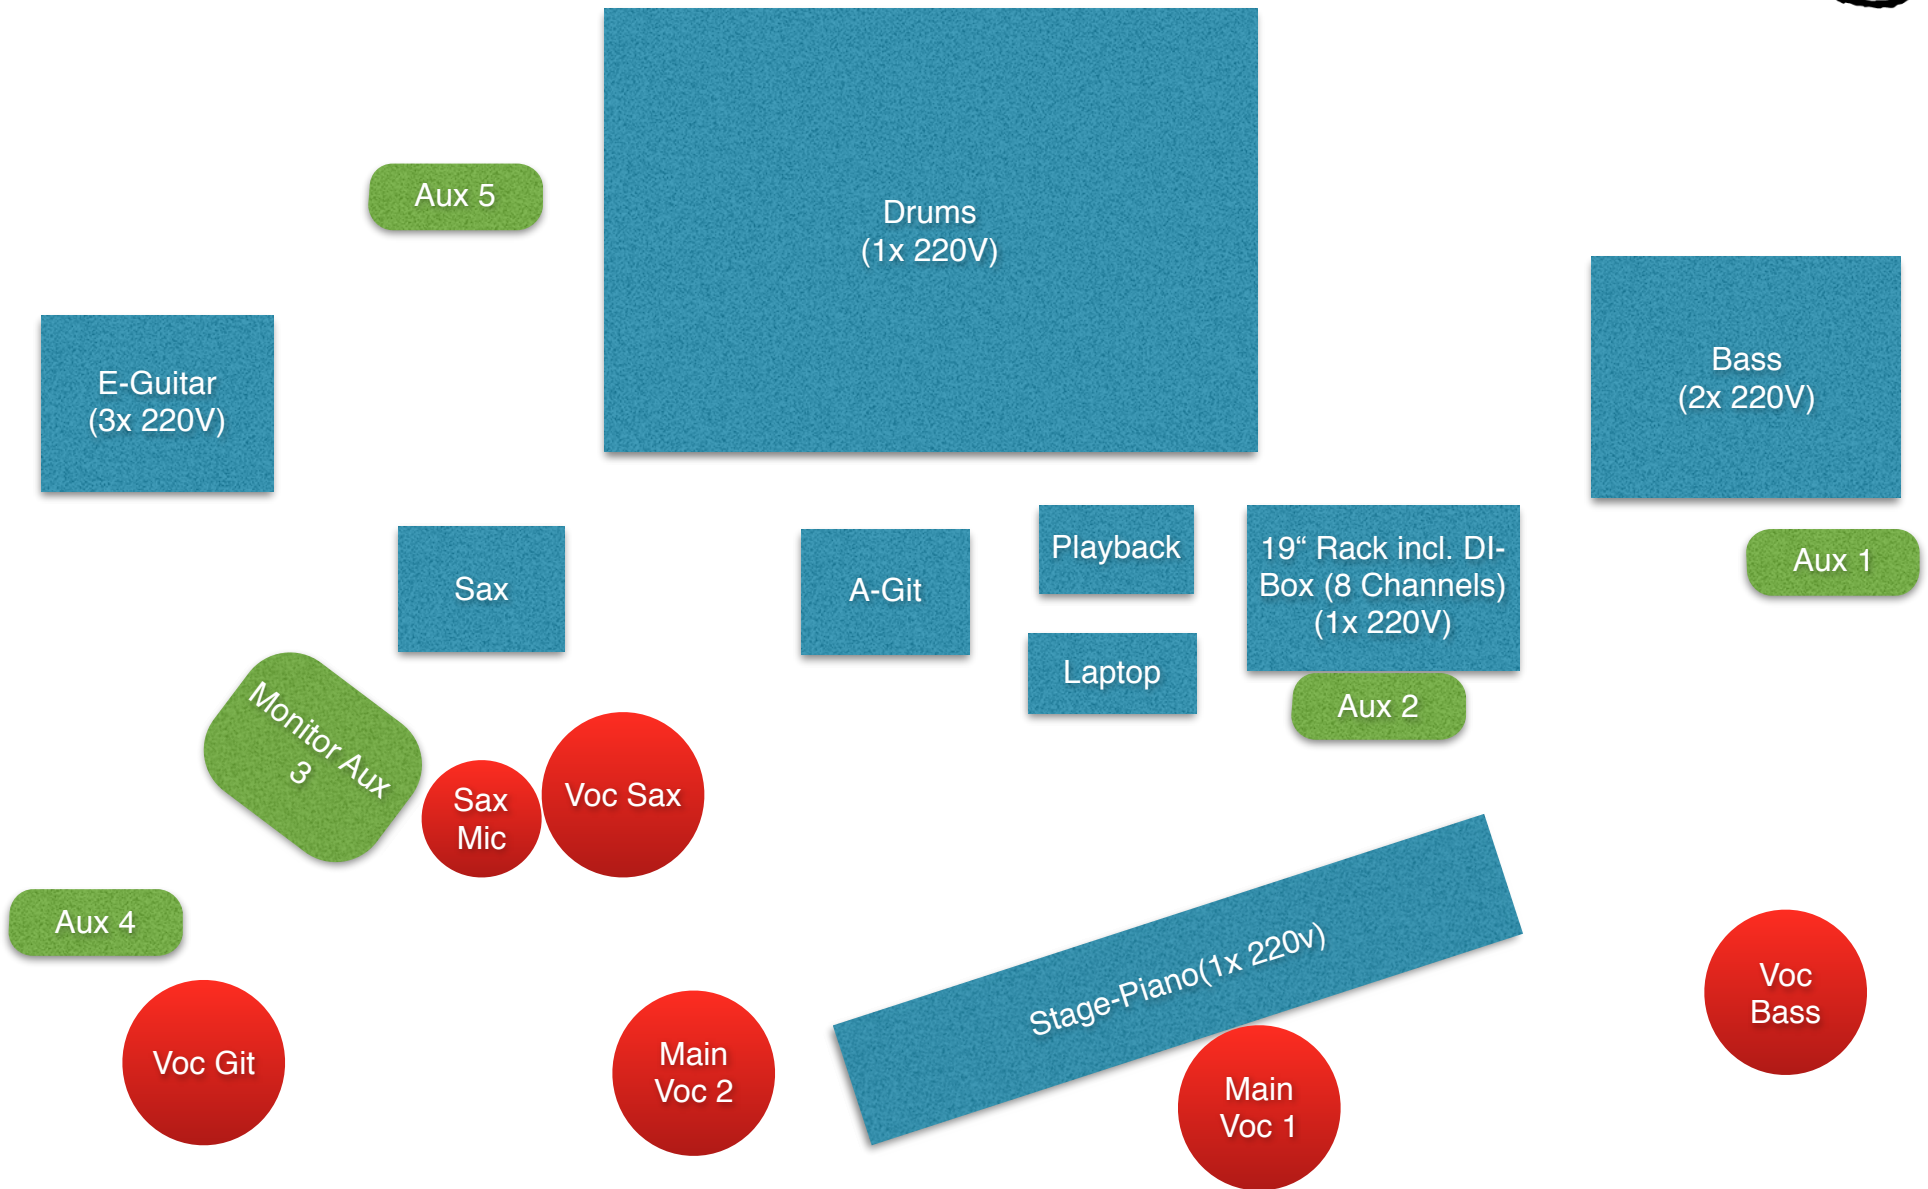 Aux 5
Drums
(1x 220V)
E-Guitar
(3x 220V)
Bass
(2x 220V)
Sax
A-Git
Playback
Laptop
19“ Rack incl. DI-
Box (8 Channels)
(1x 220V)
Aux 1
Aux 2
Monitor Aux
3
Sax
Mic
Voc Sax
Aux 4
Voc Git
Main
Voc 2
Stage-Piano(1x 220v)
Main
Voc 1
Voc
Bass